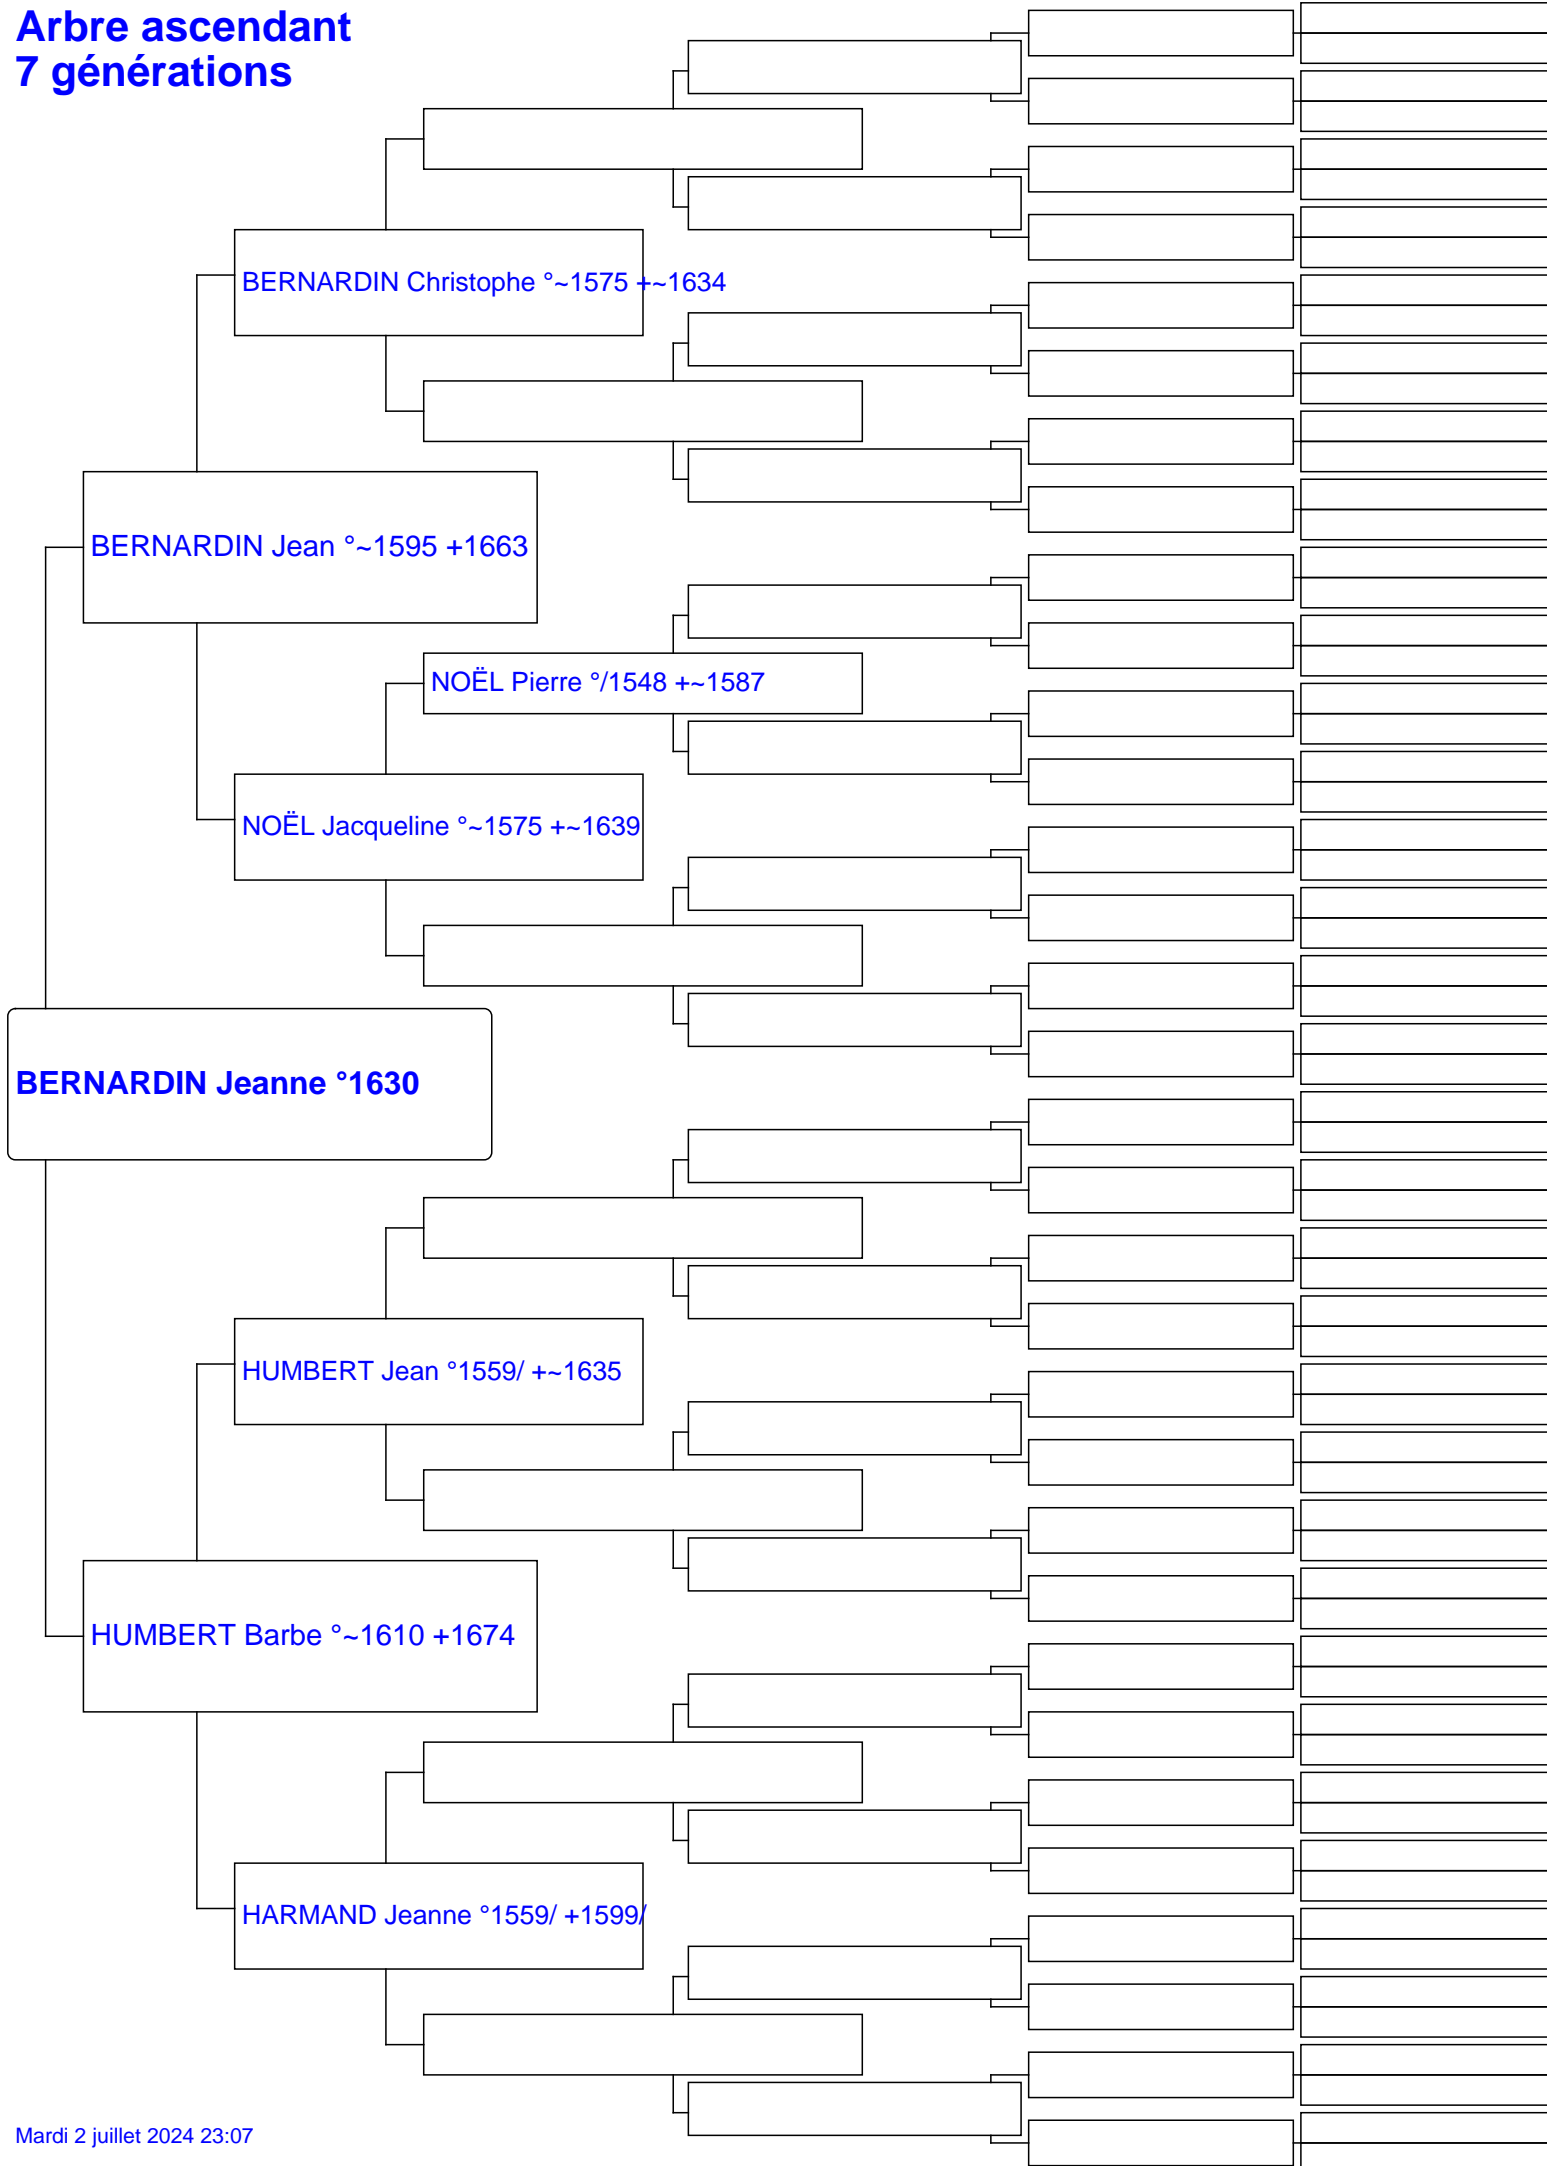 Arbre ascendant
7 générations
BERNARDIN Christophe °~1575 +~1634
BERNARDIN Jean °~1595 +1663
NOËL Pierre °/1548 +~1587
NOËL Jacqueline °~1575 +~1639
BERNARDIN Jeanne °1630
HUMBERT Jean °1559/ +~1635
HUMBERT Barbe °~1610 +1674
HARMAND Jeanne °1559/ +1599/
Mardi 2 juillet 2024 23:07